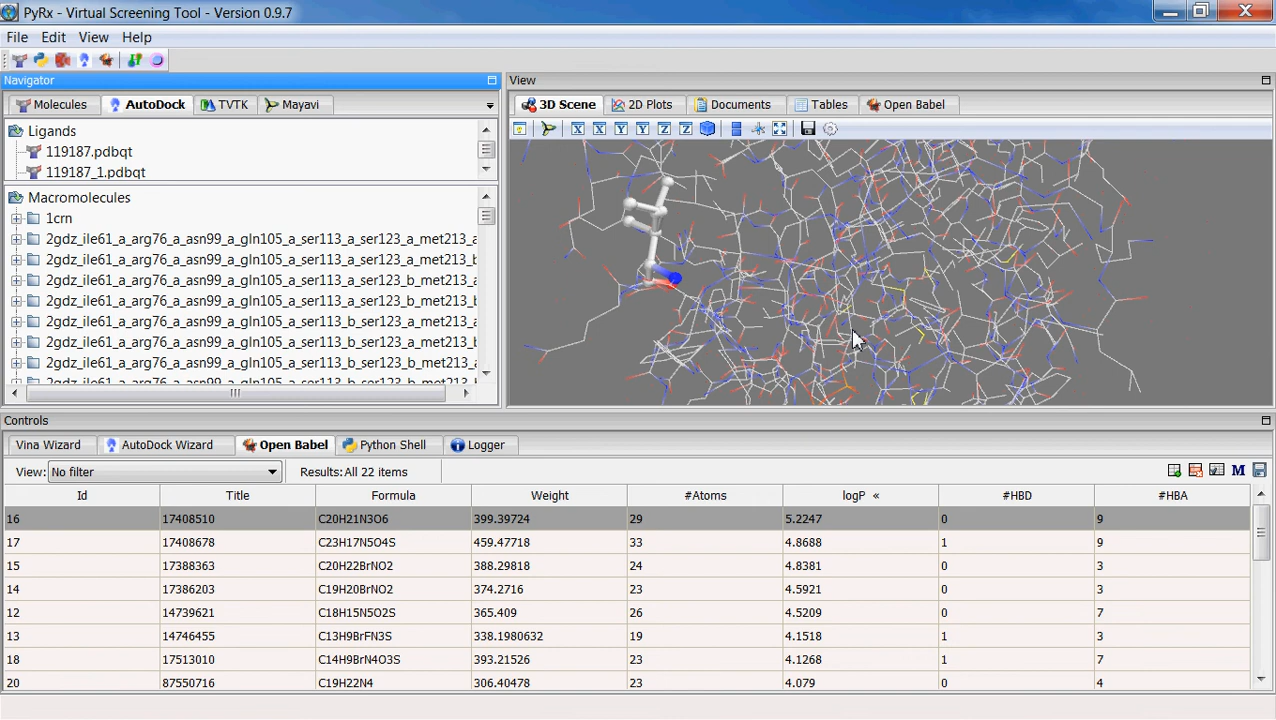 PyRx - Virtual Screening Tool - Version 0.9.7
File Edit View Help
Navigator
Molecules AutoDock TVTK Mayavi
Ligands
119187.pdbqt
119187_1.pdbqt
Macromolecules
1crn
2gdz_ile61_a_arg76_a_asn99_a_gln105_a_ser113_a_ser123_a_met213_a
2gdz_ile61_a_arg76_a_asn99_a_gln105_a_ser113_a_ser123_a_met213_b
2gdz_ile61_a_arg76_a_asn99_a_gln105_a_ser113_a_ser123_b_met213_a
2gdz_ile61_a_arg76_a_asn99_a_gln105_a_ser113_a_ser123_b_met213_b
2gdz_ile61_a_arg76_a_asn99_a_gln105_a_ser113_b_ser123_a_met213_a
2gdz_ile61_a_arg76_a_asn99_a_gln105_a_ser113_b_ser123_a_met213_b
2gdz_ile61_a_arg76_a_asn99_a_gln105_a_ser113_b_ser123_b_met213_a
View
3D Scene 2D Plots Documents Tables Open Babel
X X Y Y Z Z
Controls
Vina Wizard AutoDock Wizard Open Babel Python Shell Logger
View: No filter Results:All 22 items M
Id Title Formula Weight #Atoms logP « #HBD #HBA
16 17408510 C20H21N3O6 399.39724 29 5.2247 0 9
17 17408678 C23H17N5O4S 459.47718 33 4.8688 1 9
15 17388363 C20H22BrNO2 388.29818 24 4.8381 0 3
14 17386203 C19H20BrNO2 374.2716 23 4.5921 0 3
12 14739621 C18H15N5O2S 365.409 26 4.5209 0 7
13 14746455 C13H9BrFN3S 338.1980632 19 4.1518 1 3
18 17513010 C14H9BrN4O3S 393.21526 23 4.1268 1 7
20 87550716 C19H22N4 306.40478 23 4.079 0 4